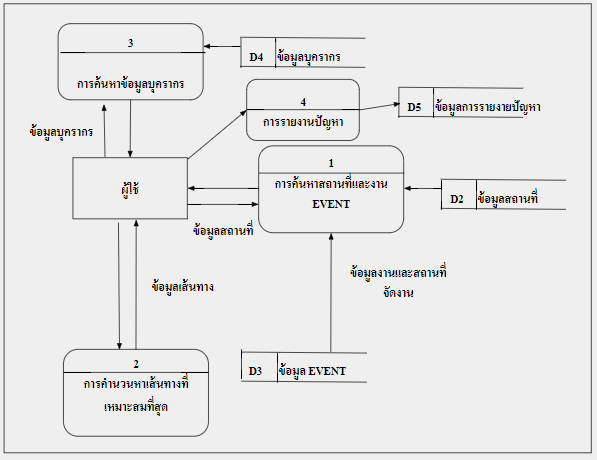 3
การค้นหาข้อมูลบุครากร
D4 ข้อมูลบุครากร
4
การรายงานปัญหา
D5 ข้อมูลการรายงายปัญหา
ข้อมูลบุครากร
ผู้ใช้
1
การค้นหาสถานที่และงาน
EVENT
D2 ข้อมูลสถานที่
ข้อมูลสถานที่
ข้อมูลงานและสถานที่
จัดงาน
ข้อมูลเส้นทาง
2
การคำนวนหาเส้นทางที่
เหมาะสมที่สุด
D3 ข้อมูล EVENT